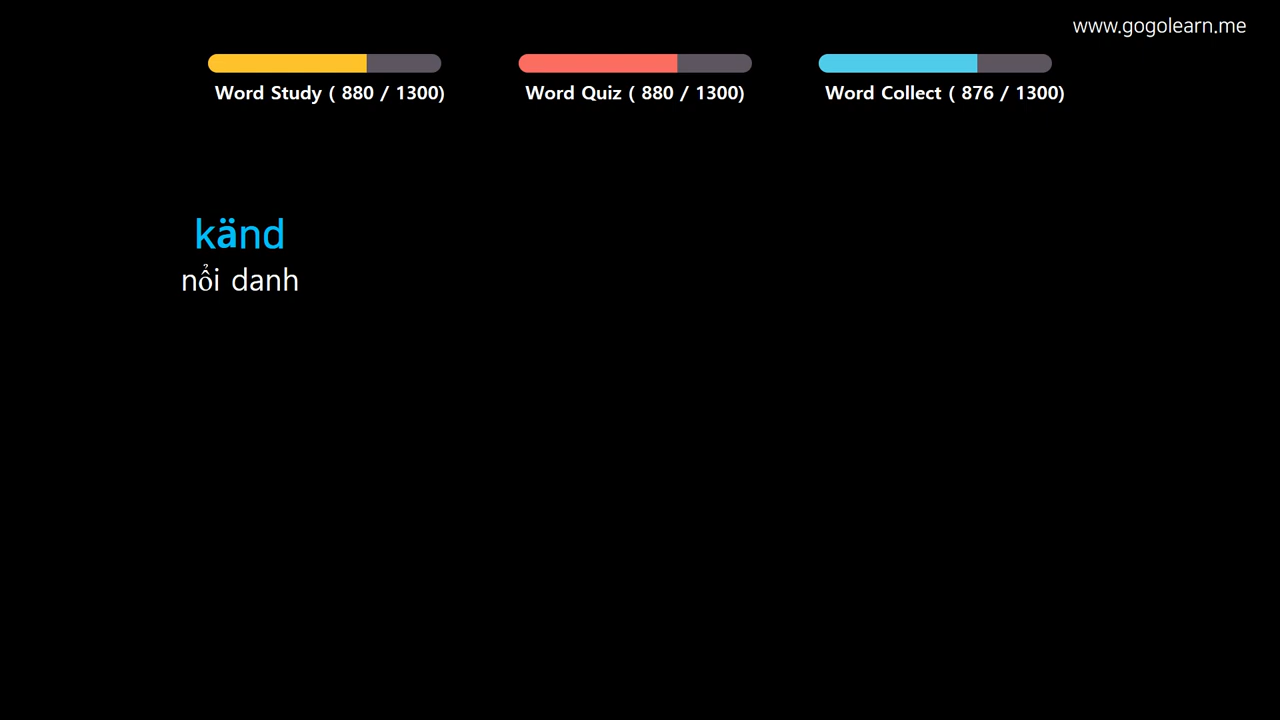 www.gogolearn.me
Word Study ( 880 / 1300)
Word Quiz ( 880 / 1300)
Word Collect ( 876 / 1300)
känd
nổi danh